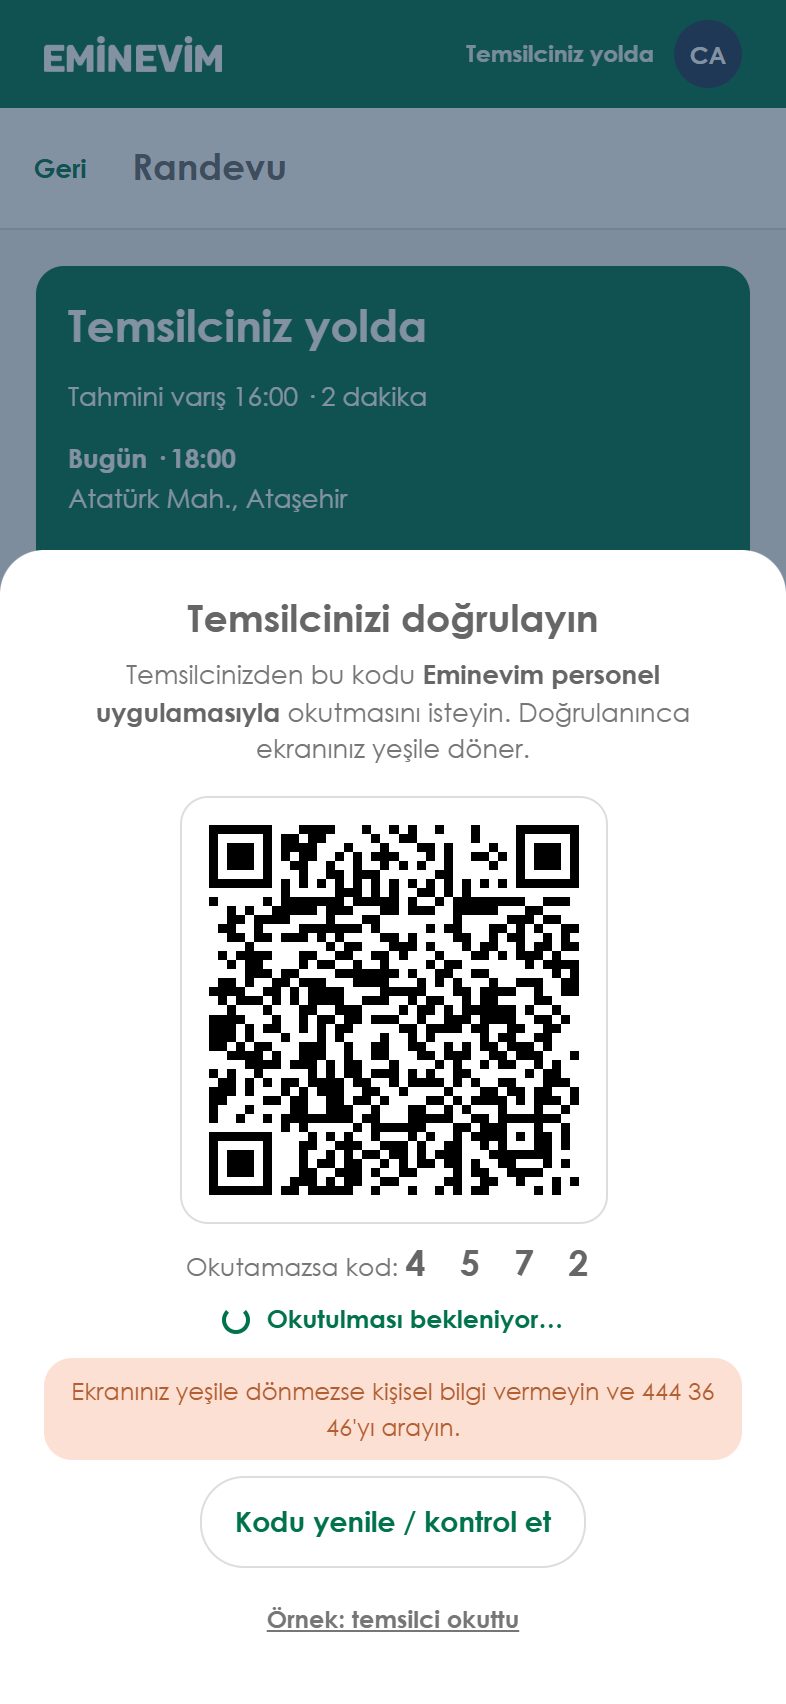 EMİNEVİM
Temsilciniz yolda
CA
Geri
Randevu
Temsilciniz yolda
Tahmini varış 16:00 · 2 dakika
Bugün · 18:00
Atatürk Mah., Ataşehir
Temsilcinizi doğrulayın
Temsilcinizden bu kodu Eminevim personel
uygulamasıyla okutmasını isteyin. Doğrulanınca
ekranınız yeşile döner.
Okutamazsa kod: 4 5 7 2
Okutulması bekleniyor…
Ekranınız yeşile dönmezse kişisel bilgi vermeyin ve 444 36
46'yı arayın.
Kodu yenile / kontrol et
Örnek: temsilci okuttu